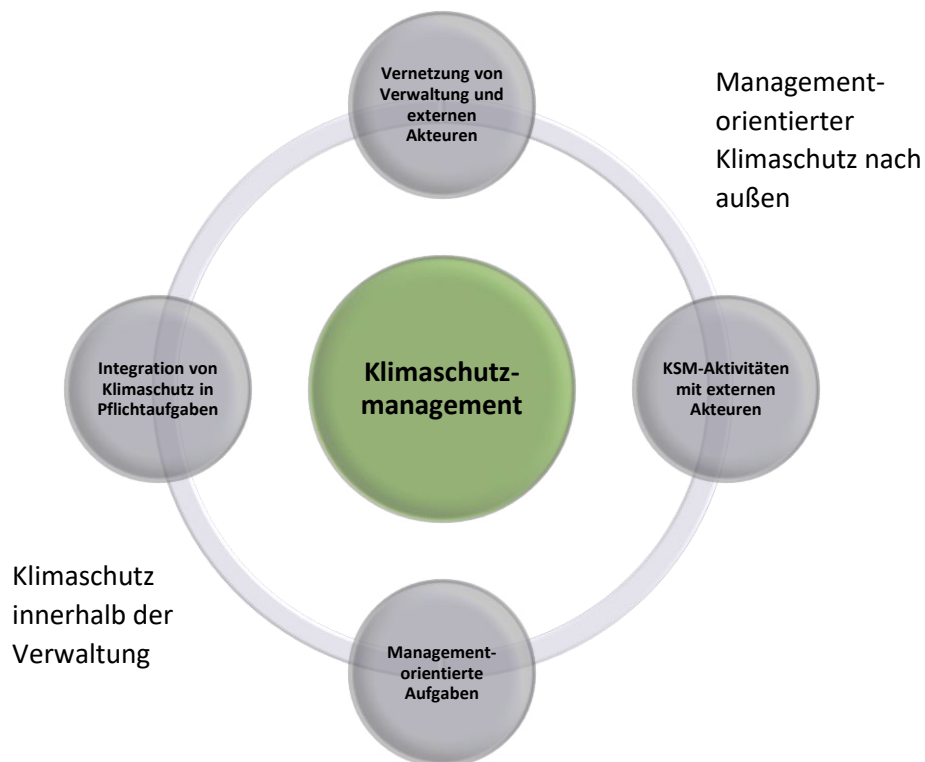 Vernetzung von
Verwaltung und
externen
Akteuren
Management-
orientierter
Klimaschutz nach
außen
Integration von
Klimaschutz in
Pflichtaufgaben
Klimaschutz-
management
KSM-Aktivitäten
mit externen
Akteuren
Klimaschutz
innerhalb der
Verwaltung
Management-
orientierte
Aufgaben